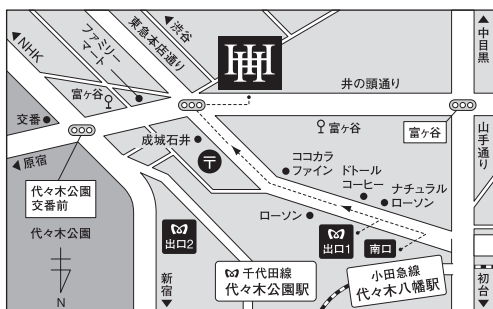 NHK
ファミリー
マート
東急本店通り
渋谷
HH
井の頭通り
中目黒
富ヶ谷
交番
成城石井
富ヶ谷
富ヶ谷
山手通り
原宿
代々木公園
交番前
ココカラ
ファイン
ドトール
コーヒー
ナチュラル
ローソン
ローソン
代々木公園
出口2
出口1
南口
新宿
千代田線
代々木公園駅
小田急線
代々木八幡駅
初台
N